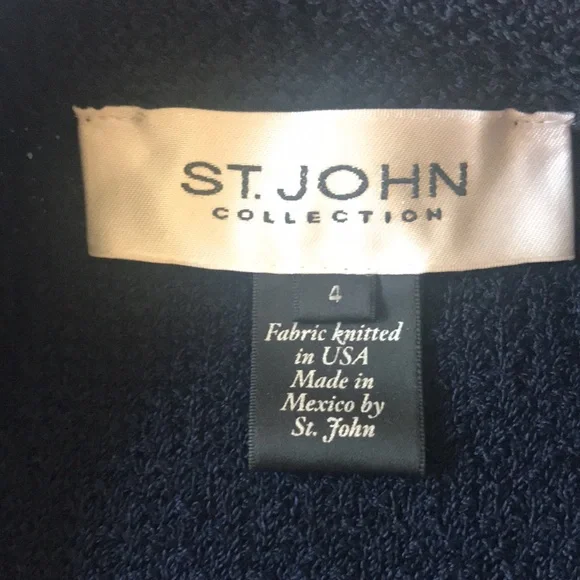 ST. JOHN
COLLECTION
4
Fabric knitted
in USA
Made in
Mexico by
St. John